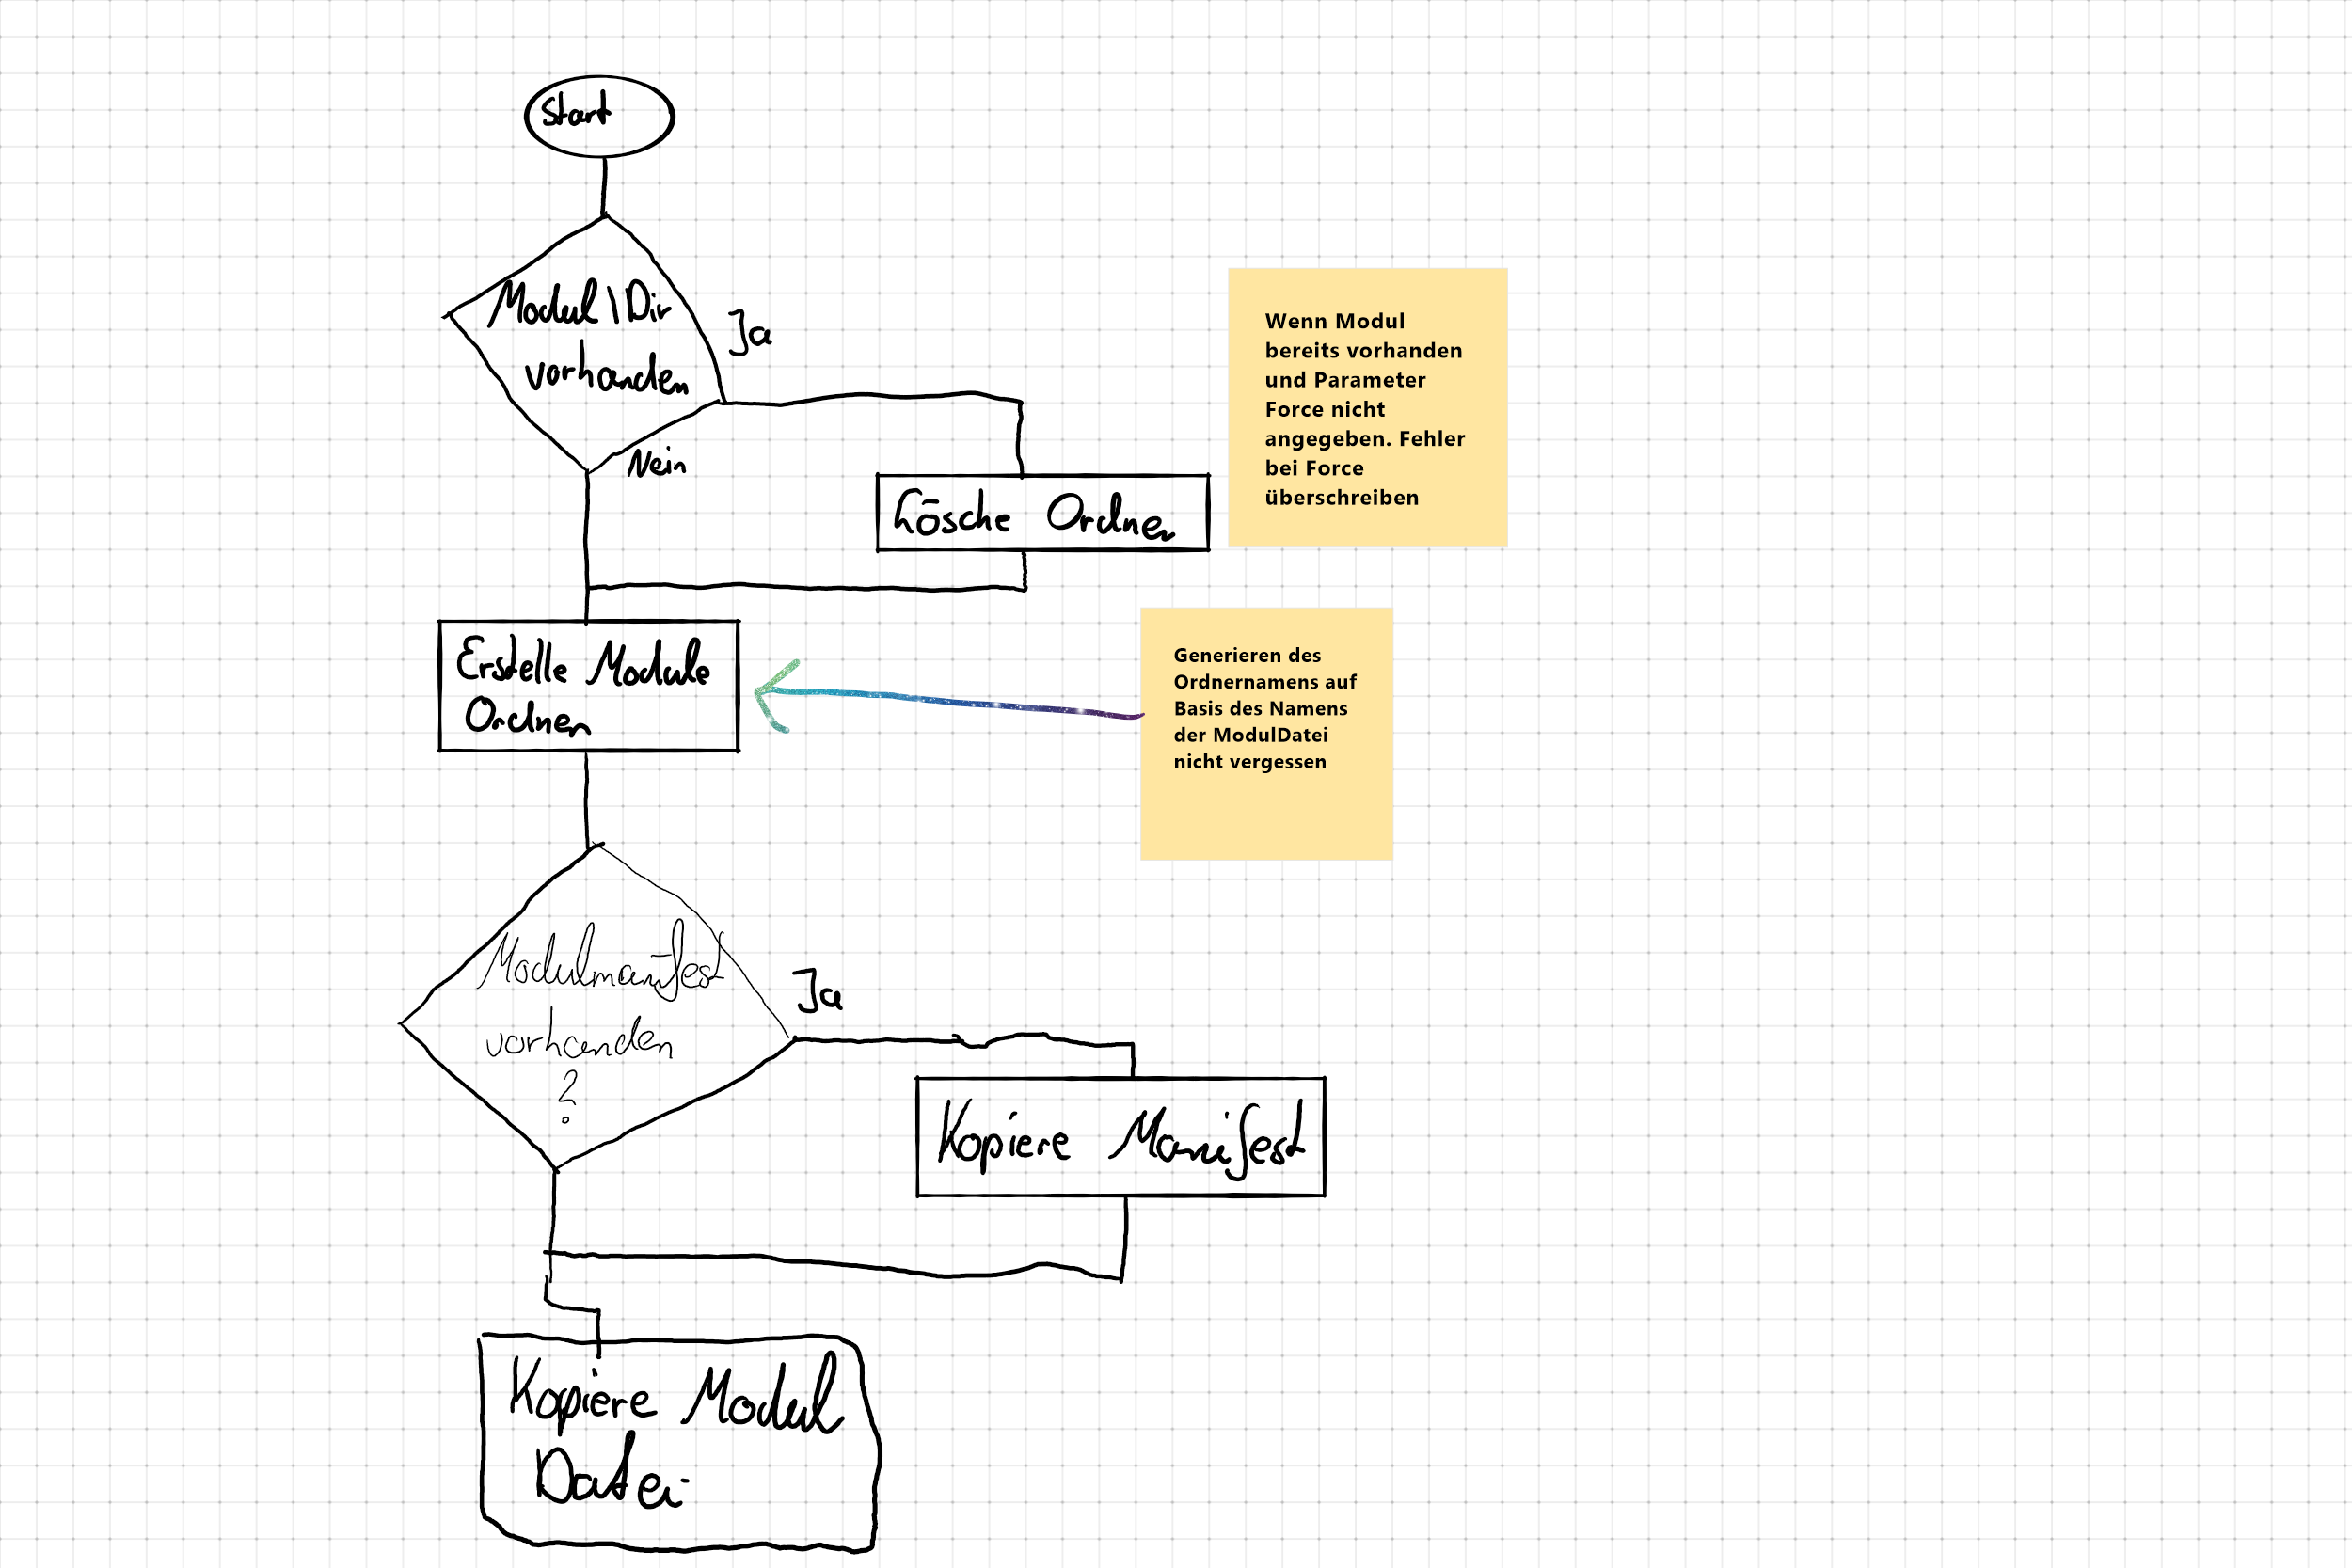 Start
Modul\Dir
vorhanden
Ja
Nein
Lösche Ordner
Wenn Modul
bereits vorhanden
und Parameter
Force nicht
angegeben. Fehler
bei Force
überschreiben
Erstelle Module
Ordner
Generieren des
Ordnernamens auf
Basis des Namens
der ModulDatei
nicht vergessen
Modulmanifest
vorhanden
?
Ja
Kopiere Manifest
Kopiere Modul
Datei